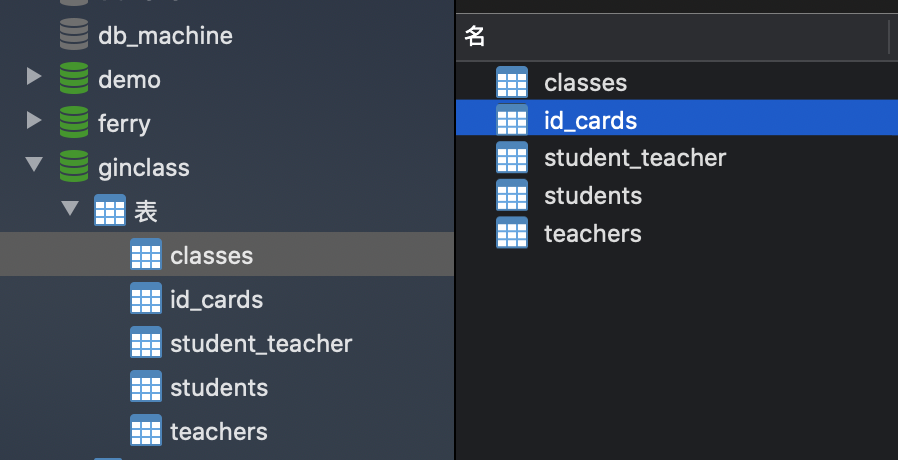 db_machine
demo
ferry
ginclass
表
classes
id_cards
student_teacher
students
teachers
名
classes
id_cards
student_teacher
students
teachers